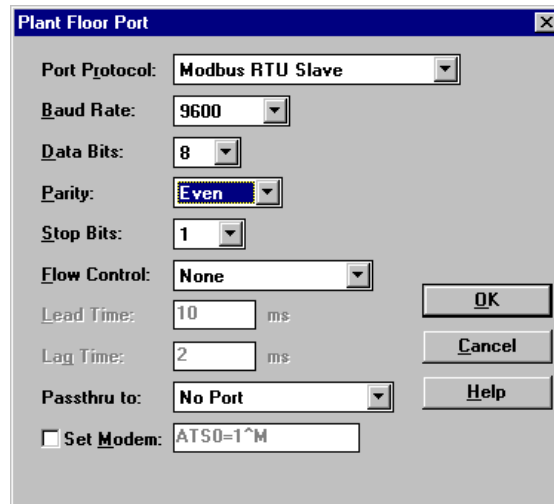 Plant Floor Port
Port Protocol: Modbus RTU Slave
Baud Rate: 9600
Data Bits: 8
Parity: Even
Stop Bits: 1
Flow Control: None
Lead Time: 10 ms
Lag Time: 2 ms
Passthru to: No Port
Set Modem: ATS0=1^M
OK
Cancel
Help